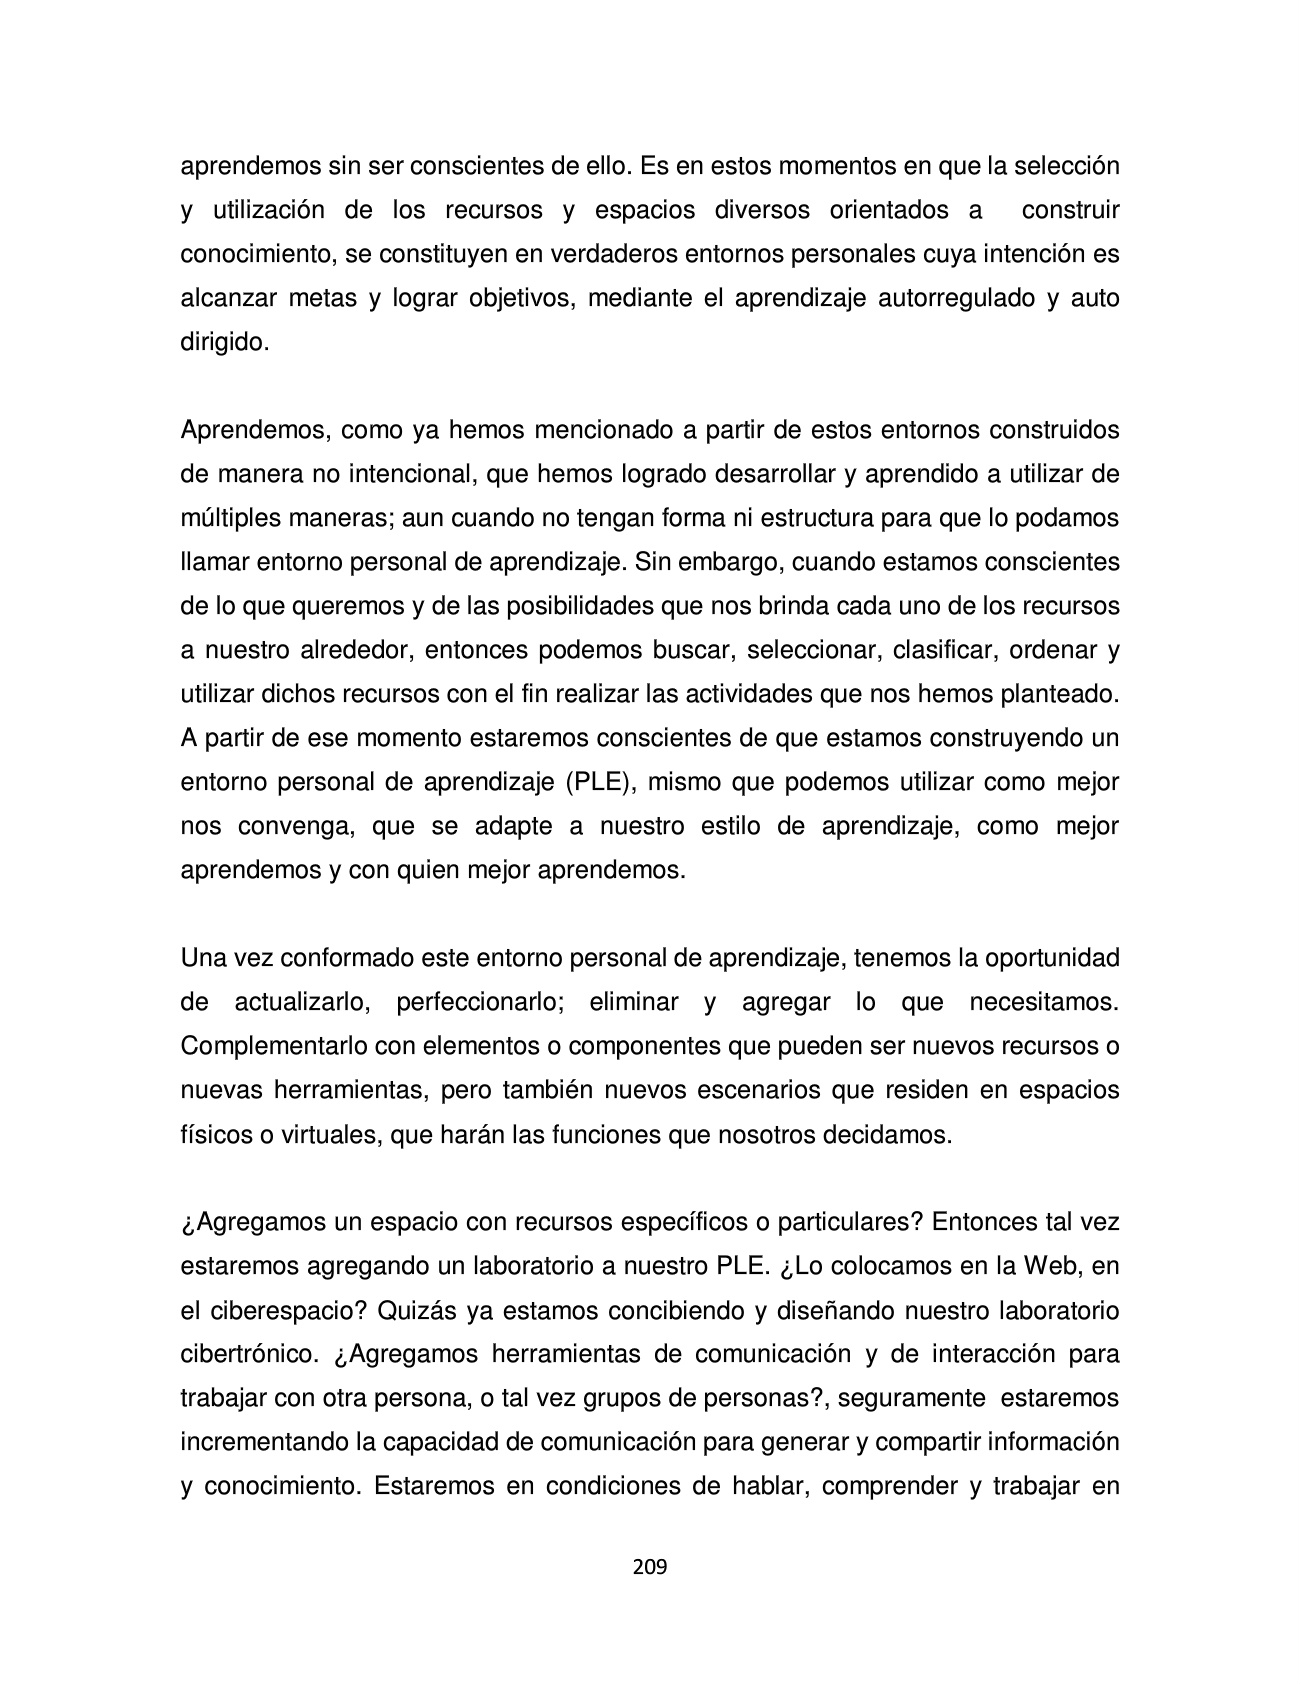 aprendemos sin ser conscientes de ello. Es en estos momentos en que la selección
y utilización de los recursos y espacios diversos orientados a construir
conocimiento, se constituyen en verdaderos entornos personales cuya intención es
alcanzar metas y lograr objetivos, mediante el aprendizaje autorregulado y auto
dirigido.
Aprendemos, como ya hemos mencionado a partir de estos entornos construidos
de manera no intencional, que hemos logrado desarrollar y aprendido a utilizar de
múltiples maneras; aun cuando no tengan forma ni estructura para que lo podamos
llamar entorno personal de aprendizaje. Sin embargo, cuando estamos conscientes
de lo que queremos y de las posibilidades que nos brinda cada uno de los recursos
a nuestro alrededor, entonces podemos buscar, seleccionar, clasificar, ordenar y
utilizar dichos recursos con el fin realizar las actividades que nos hemos planteado.
A partir de ese momento estaremos conscientes de que estamos construyendo un
entorno personal de aprendizaje (PLE), mismo que podemos utilizar como mejor
nos convenga, que se adapte a nuestro estilo de aprendizaje, como mejor
aprendemos y con quien mejor aprendemos.
Una vez conformado este entorno personal de aprendizaje, tenemos la oportunidad
de actualizarlo, perfeccionarlo; eliminar y agregar lo que necesitamos.
Complementarlo con elementos o componentes que pueden ser nuevos recursos o
nuevas herramientas, pero también nuevos escenarios que residen en espacios
físicos o virtuales, que harán las funciones que nosotros decidamos.
¿Agregamos un espacio con recursos específicos o particulares? Entonces tal vez
estaremos agregando un laboratorio a nuestro PLE. ¿Lo colocamos en la Web, en
el ciberespacio? Quizás ya estamos concibiendo y diseñando nuestro laboratorio
cibertrónico. ¿Agregamos herramientas de comunicación y de interacción para
trabajar con otra persona, o tal vez grupos de personas?, seguramente estaremos
incrementando la capacidad de comunicación para generar y compartir información
y conocimiento. Estaremos en condiciones de hablar, comprender y trabajar en
209